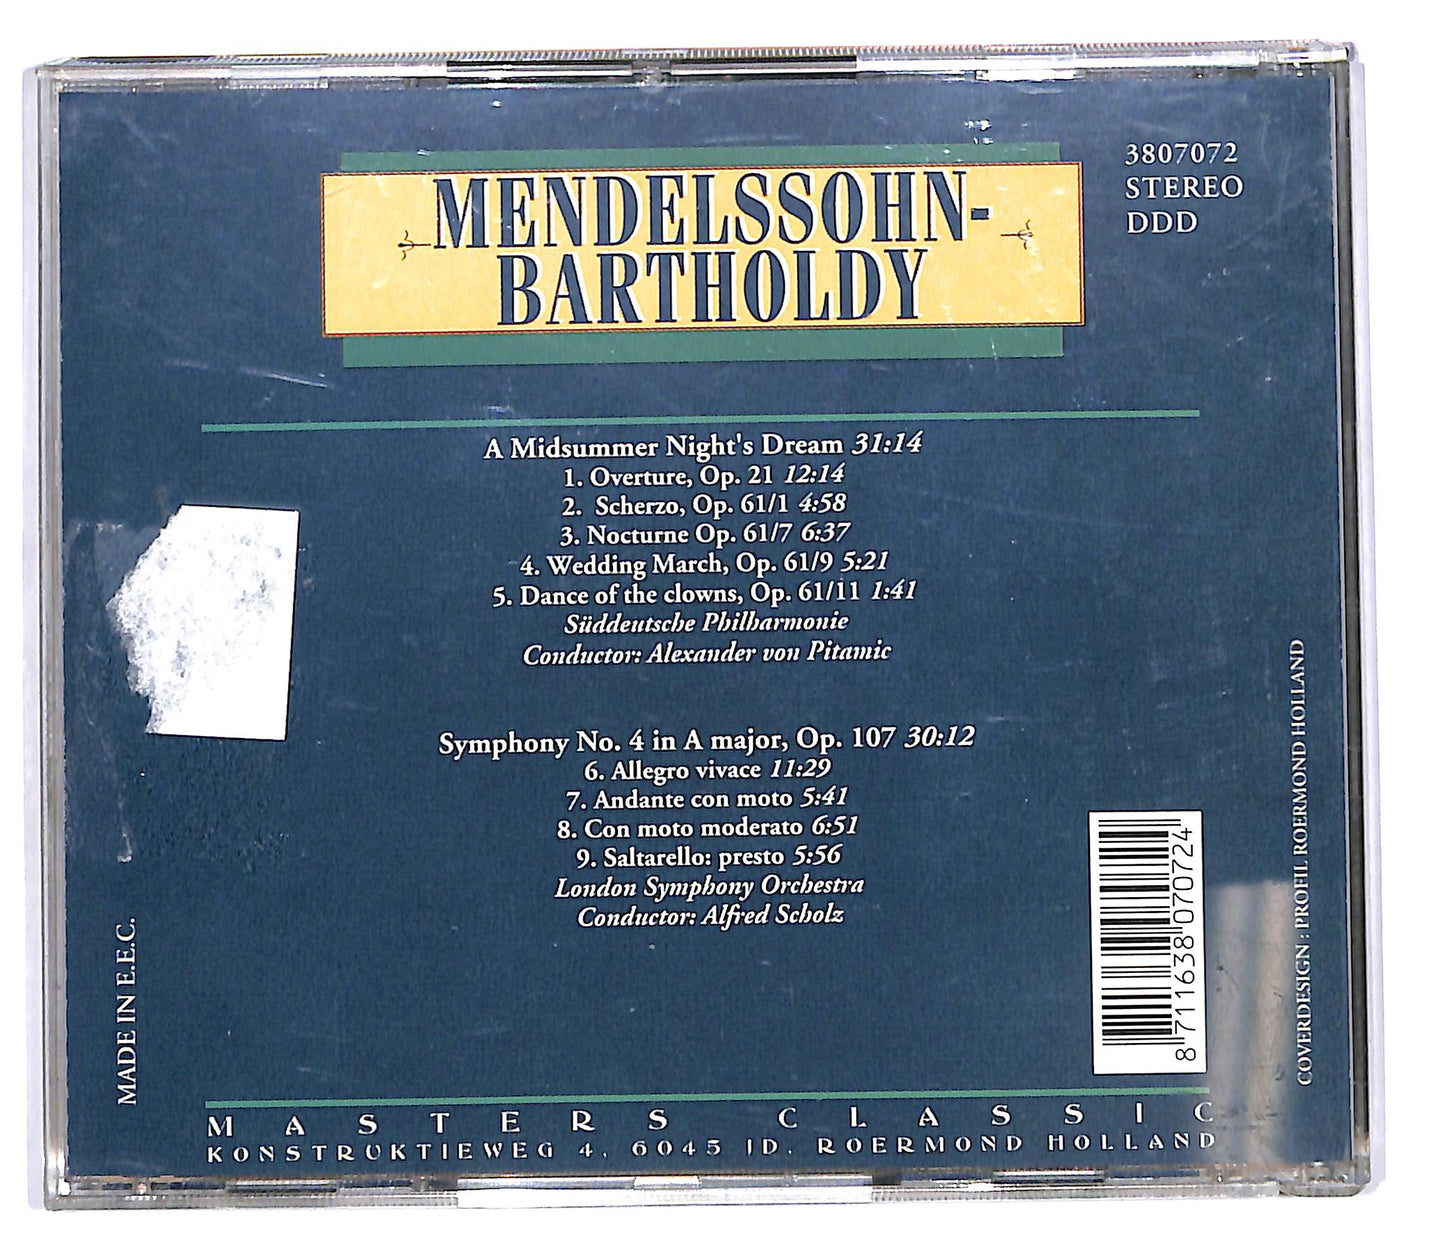 MENDELSSOHN-
BARTHOLDY
3807072
STEREO
DDD
A Midsummer Night's Dream 31:14
1. Overture, Op. 21 12:14
2. Scherzo, Op. 61/1 4:58
3. Nocturne Op. 61/7 6:37
4. Wedding March, Op. 61/9 5:21
5. Dance of the clowns, Op. 61/11 1:41
Süddeutsche Philharmonie
Conductor: Alexander von Pitamic
Symphony No. 4 in A major, Op. 107 30:12
6. Allegro vivace 11:29
7. Andante con moto 5:41
8. Con moto moderato 6:51
9. Saltarello: presto 5:56
London Symphony Orchestra
Conductor: Alfred Scholz
MADE IN E.E.C.
8 711638 070724
COVERDESIGN : PROFIL ROERMOND HOLLAND
MASTERS CLASSIC
KONSTRUKTIEWEG 4, 6045 JD, ROERMOND HOLLAND